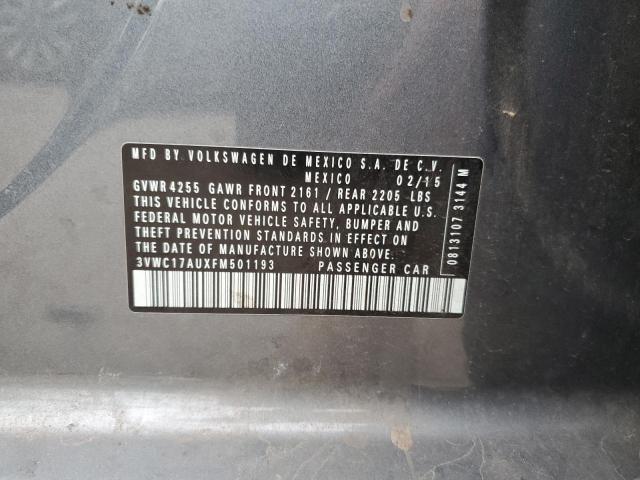 MFD BY VOLKSWAGEN DE MEXICO S.A. DE C.V.
MEXICO 02/15
GVWR 4255 GAWR FRONT 2161 / REAR 2205 LBS
THIS VEHICLE CONFORMS TO ALL APPLICABLE U.S.
FEDERAL MOTOR VEHICLE SAFETY, BUMPER AND
THEFT PREVENTION STANDARDS IN EFFECT ON
THE DATE OF MANUFACTURE SHOWN ABOVE.
3VWC17AUXFM501193 PASSENGER CAR
0813107 3144 M